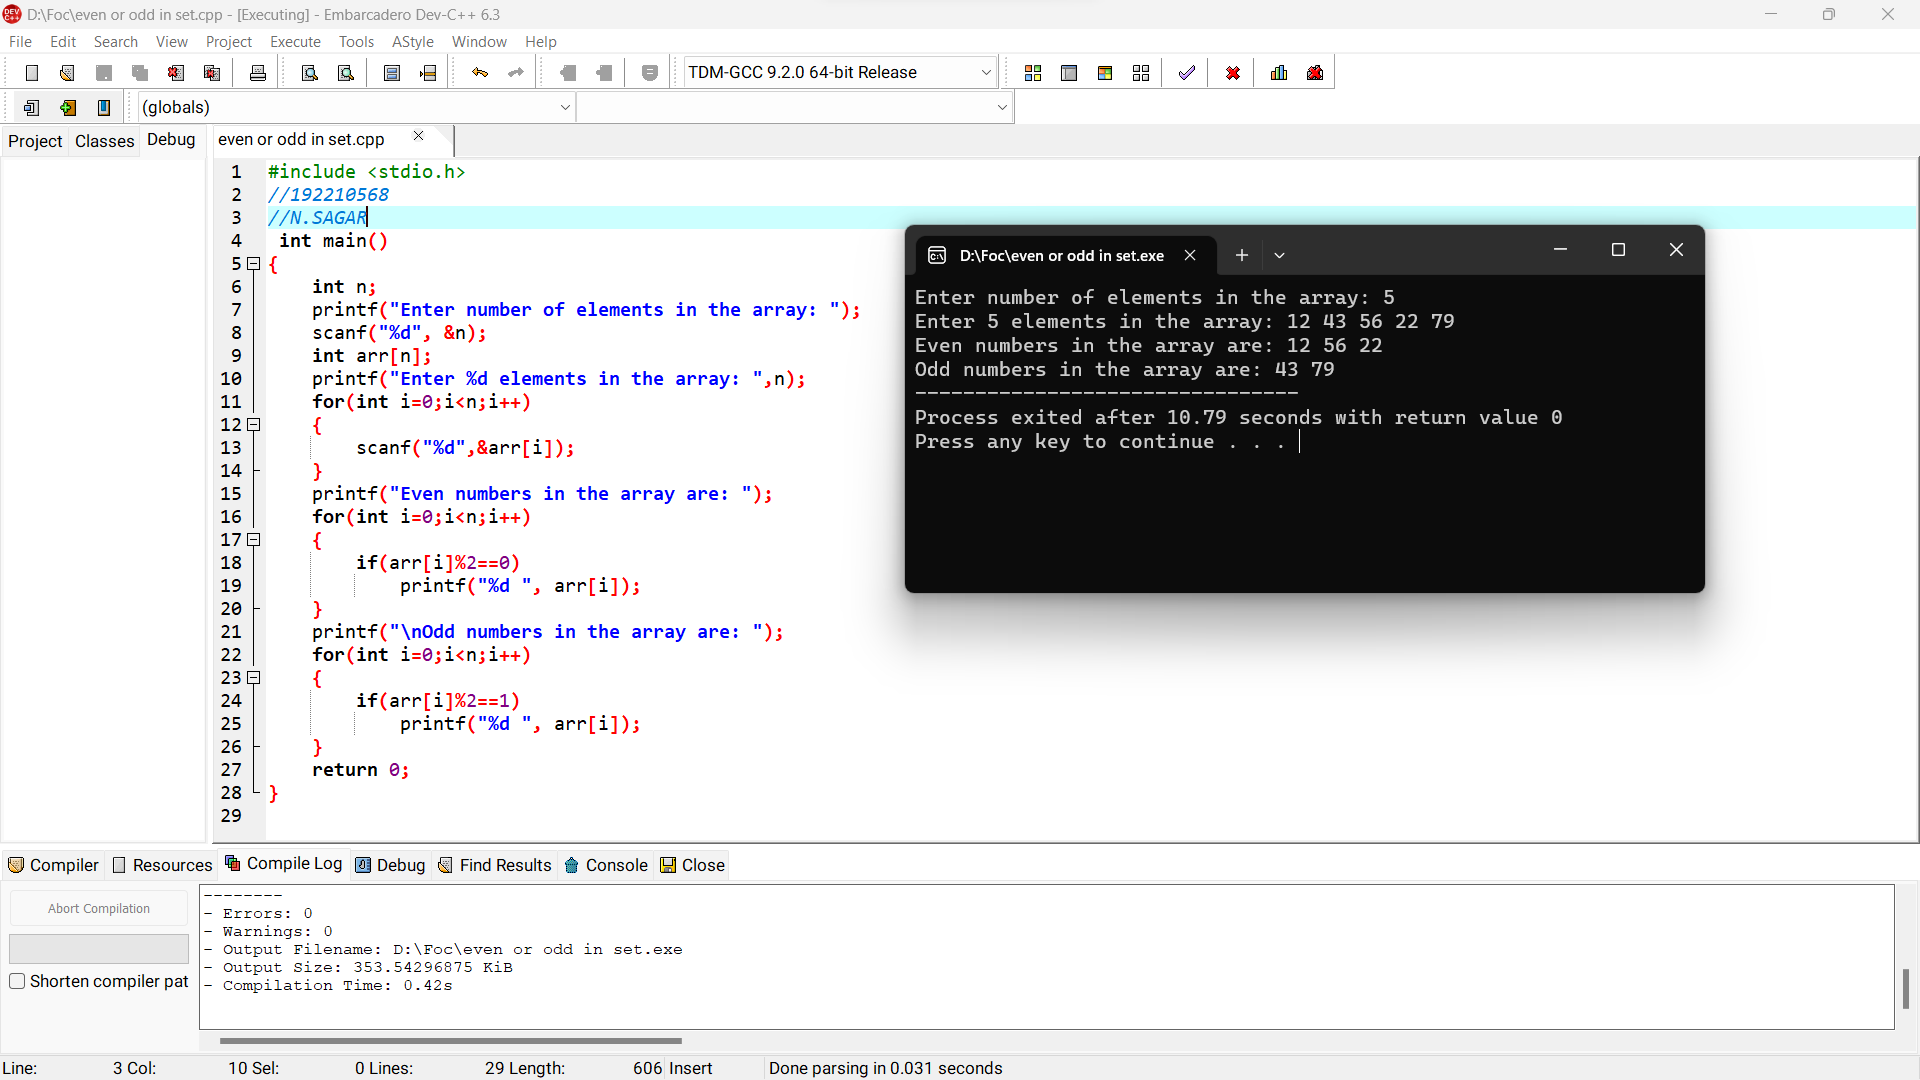 D:\Foc\even or odd in set.cpp - [Executing] - Embarcadero Dev-C++ 6.3
File Edit Search View Project Execute Tools AStyle Window Help
TDM-GCC 9.2.0 64-bit Release
(globals)
Project Classes Debug even or odd in set.cpp
1 #include <stdio.h>
2 //192210568
3 //N.SAGAR
4 int main()
5 {
6 int n;
7 printf("Enter number of elements in the array: ");
8 scanf("%d", &n);
9 int arr[n];
10 printf("Enter %d elements in the array: ",n);
11 for(int i=0;i<n;i++)
12 {
13 scanf("%d",&arr[i]);
14 }
15 printf("Even numbers in the array are: ");
16 for(int i=0;i<n;i++)
17 {
18 if(arr[i]%2==0)
19 printf("%d ", arr[i]);
20 }
21 printf("\nOdd numbers in the array are: ");
22 for(int i=0;i<n;i++)
23 {
24 if(arr[i]%2==1)
25 printf("%d ", arr[i]);
26 }
27 return 0;
28 }
29
D:\Foc\even or odd in set.exe
Enter number of elements in the array: 5
Enter 5 elements in the array: 12 43 56 22 79
Even numbers in the array are: 12 56 22
Odd numbers in the array are: 43 79
--------------------------------
Process exited after 10.79 seconds with return value 0
Press any key to continue . . .
Compiler Resources Compile Log Debug Find Results Console Close
Abort Compilation
Shorten compiler pat
--------
- Errors: 0
- Warnings: 0
- Output Filename: D:\Foc\even or odd in set.exe
- Output Size: 353.54296875 KiB
- Compilation Time: 0.42s
Line: 3 Col: 10 Sel: 0 Lines: 29 Length: 606 Insert Done parsing in 0.031 seconds